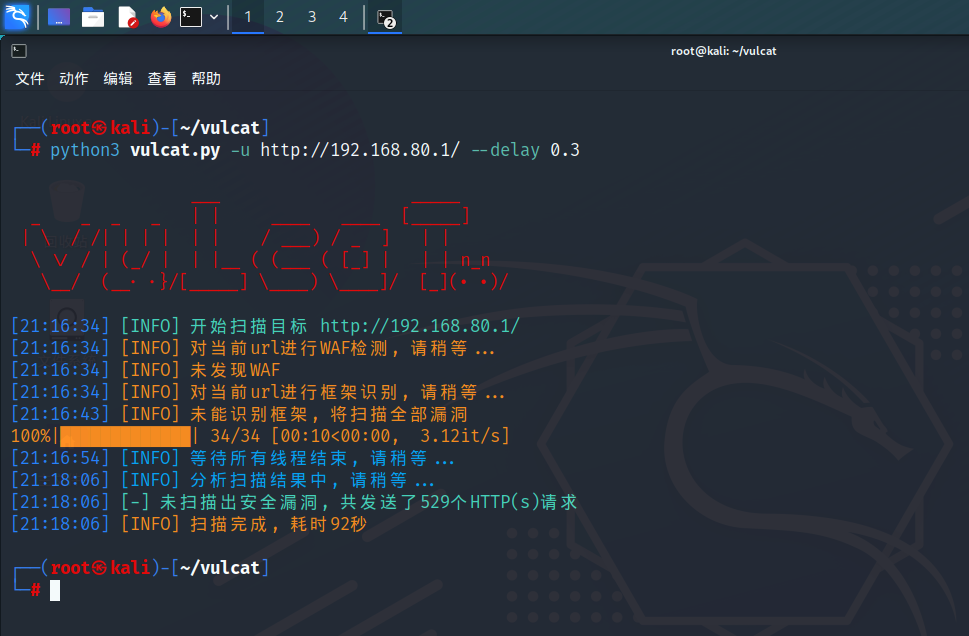 1 2 3 4 2
root@kali: ~/vulcat
文件 动作 编辑 查看 帮助
┌──(root㉿kali)-[~/vulcat]
└─# python3 vulcat.py -u http://192.168.80.1/ --delay 0.3
[21:16:34] [INFO] 开始扫描目标 http://192.168.80.1/
[21:16:34] [INFO] 对当前url进行WAF检测, 请稍等...
[21:16:34] [INFO] 未发现WAF
[21:16:34] [INFO] 对当前url进行框架识别, 请稍等...
[21:16:43] [INFO] 未能识别框架, 将扫描全部漏洞
100%|█████████████| 34/34 [00:10<00:00,  3.12it/s]
[21:16:54] [INFO] 等待所有线程结束, 请稍等...
[21:18:06] [INFO] 分析扫描结果中, 请稍等...
[21:18:06] [-] 未扫描出安全漏洞, 共发送了529个HTTP(s)请求
[21:18:06] [INFO] 扫描完成, 耗时92秒
┌──(root㉿kali)-[~/vulcat]
└─#